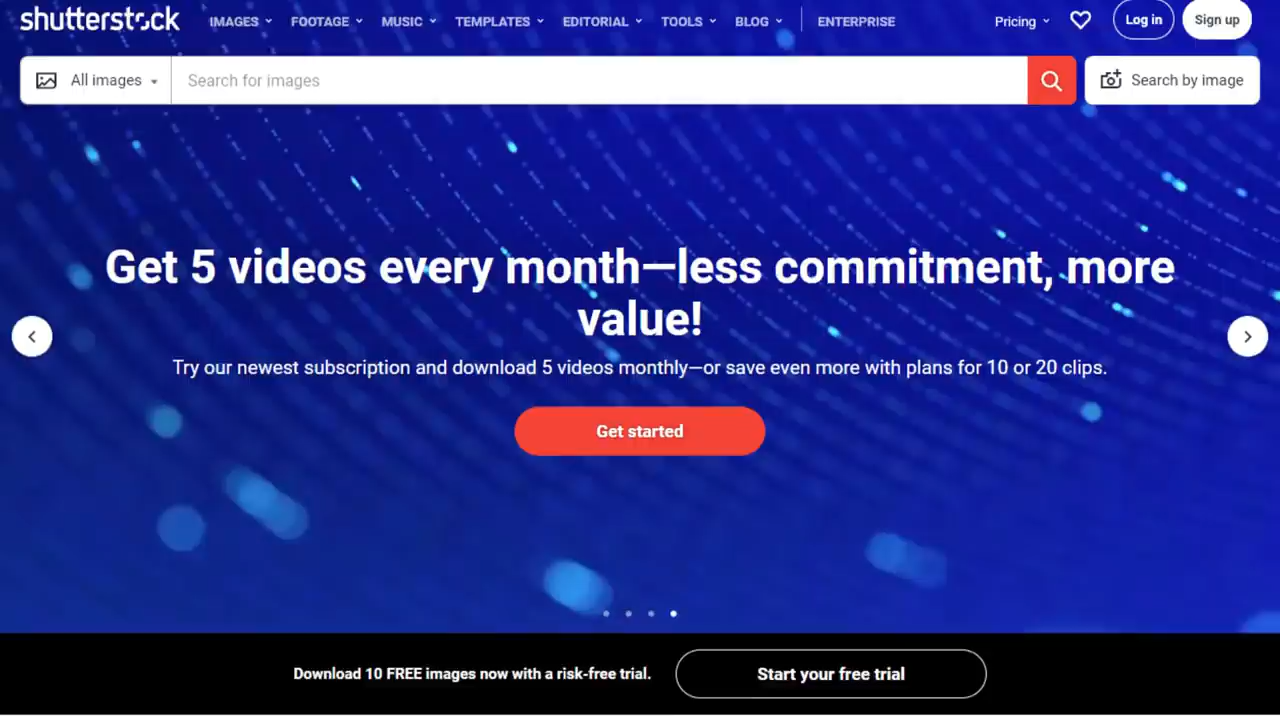 shutterstock
IMAGES FOOTAGE MUSIC TEMPLATES EDITORIAL TOOLS BLOG ENTERPRISE Pricing Log in Sign up
All images Search for images Search by image
Get 5 videos every month—less commitment, more
value!
Try our newest subscription and download 5 videos monthly—or save even more with plans for 10 or 20 clips.
Get started
Download 10 FREE images now with a risk-free trial. Start your free trial